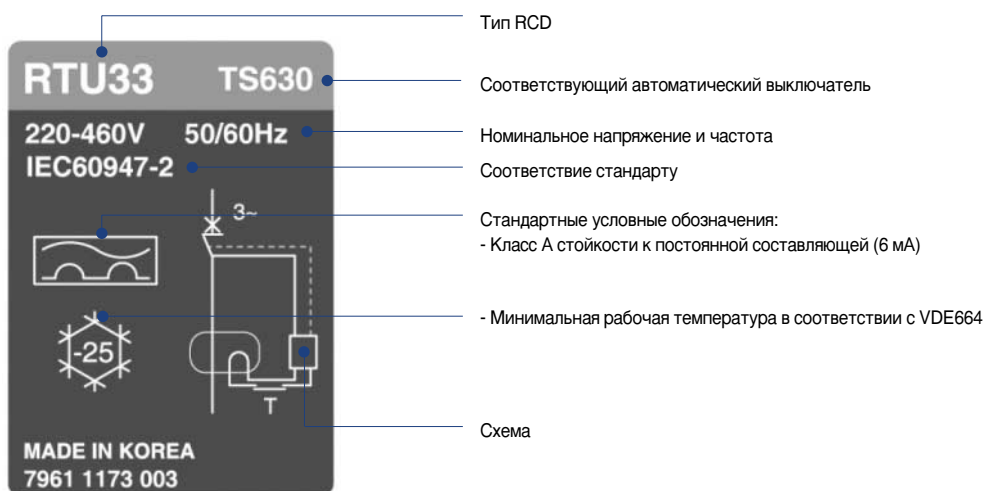 Тип RCD
RTU33 TS630
Соответствующий автоматический выключатель
220-460V 50/60Hz
Номинальное напряжение и частота
IEC60947-2
Соответствие стандарту
3~
Стандартные условные обозначения:
- Класс А стойкости к постоянной составляющей (6 мА)
- Минимальная рабочая температура в соответствии с VDE664
-25
T
Схема
MADE IN KOREA
7961 1173 003